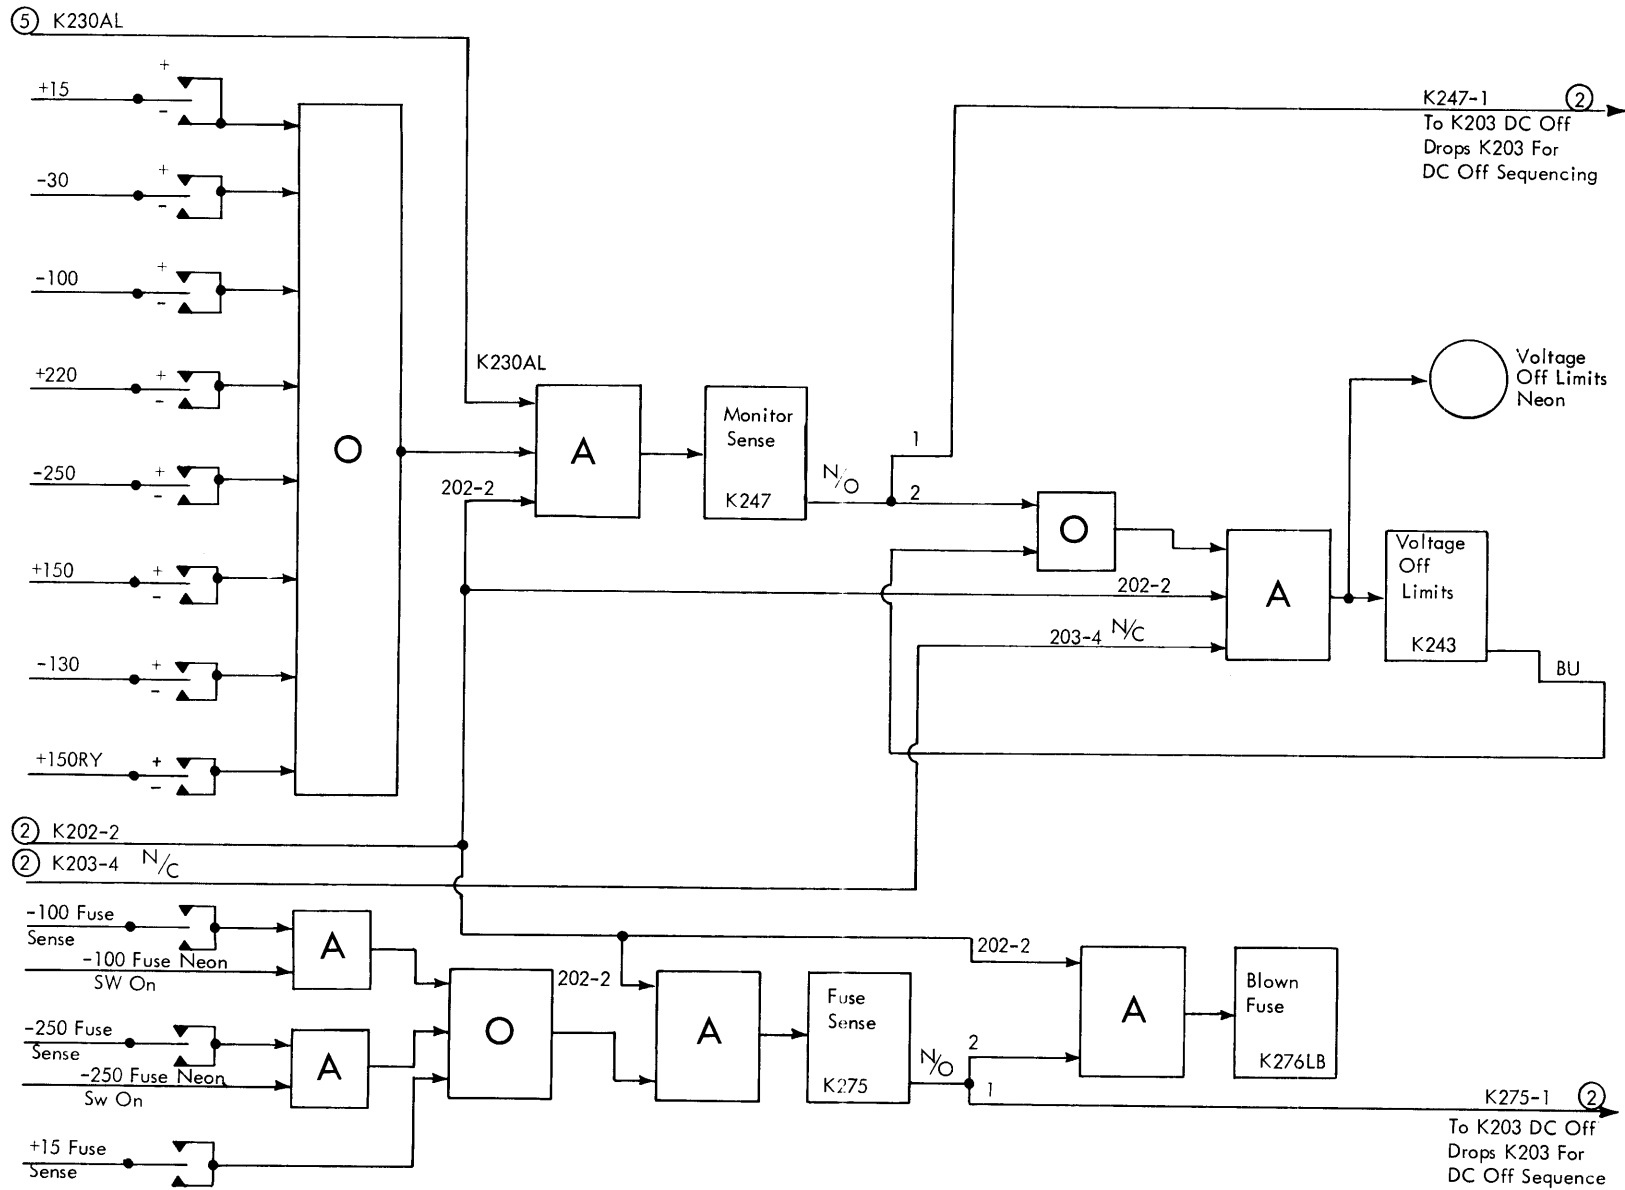 5 K230AL
+15
+
-
-30
+
-
-100
+
-
+220
+
-
-250
+
-
+150
+
-
-130
+
-
+150RY
+
-
O
K230AL
202-2
A
Monitor
Sense
K247
N/O
1
2
K247-1 2
To K203 DC Off
Drops K203 For
DC Off Sequencing
O
202-2
203-4 N/C
A
Voltage
Off Limits
Neon
Voltage
Off
Limits
K243
BU
2 K202-2
2 K203-4 N/C
-100 Fuse
Sense
-100 Fuse Neon
SW On
A
-250 Fuse
Sense
-250 Fuse Neon
Sw On
A
+15 Fuse
Sense
O
202-2
A
Fuse
Sense
K275
N/O
2
1
202-2
A
Blown
Fuse
K276LB
K275-1 2
To K203 DC Off
Drops K203 For
DC Off Sequence